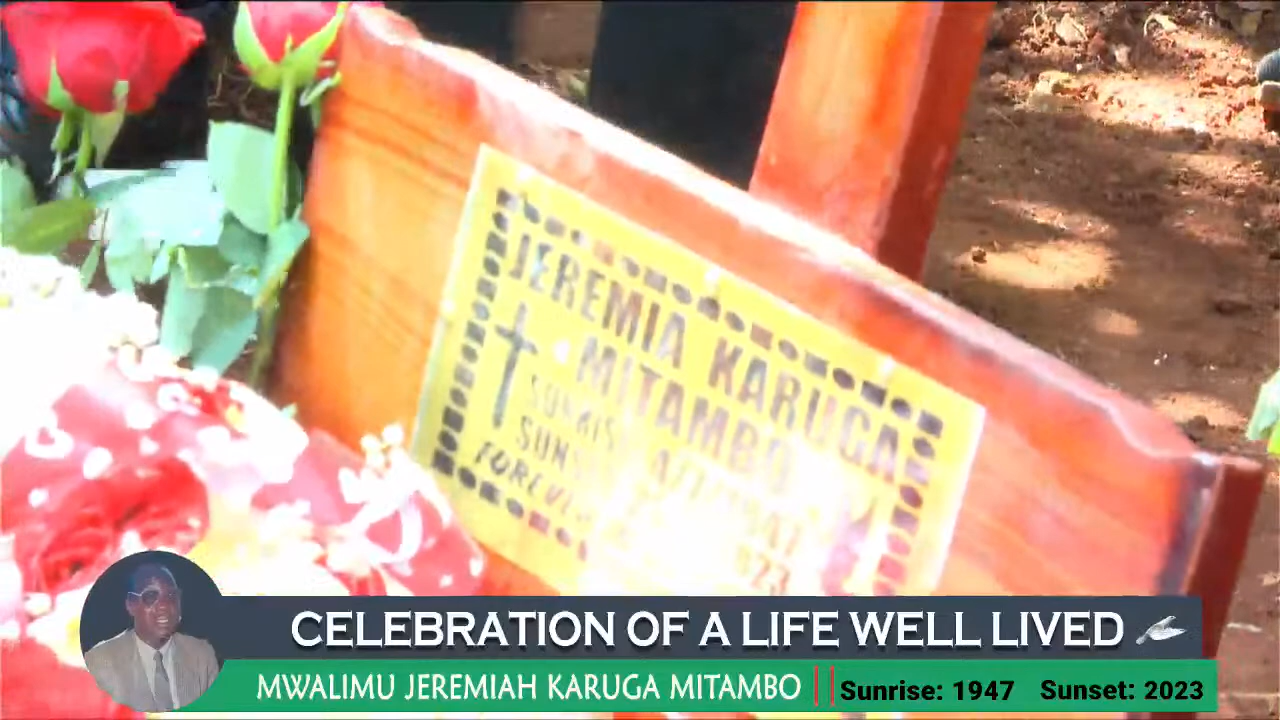 JEREMIA KARUGA
MITAMBO
CELEBRATION OF A LIFE WELL LIVED
MWALIMU JEREMIAH KARUGA MITAMBO
Sunrise: 1947 Sunset: 2023